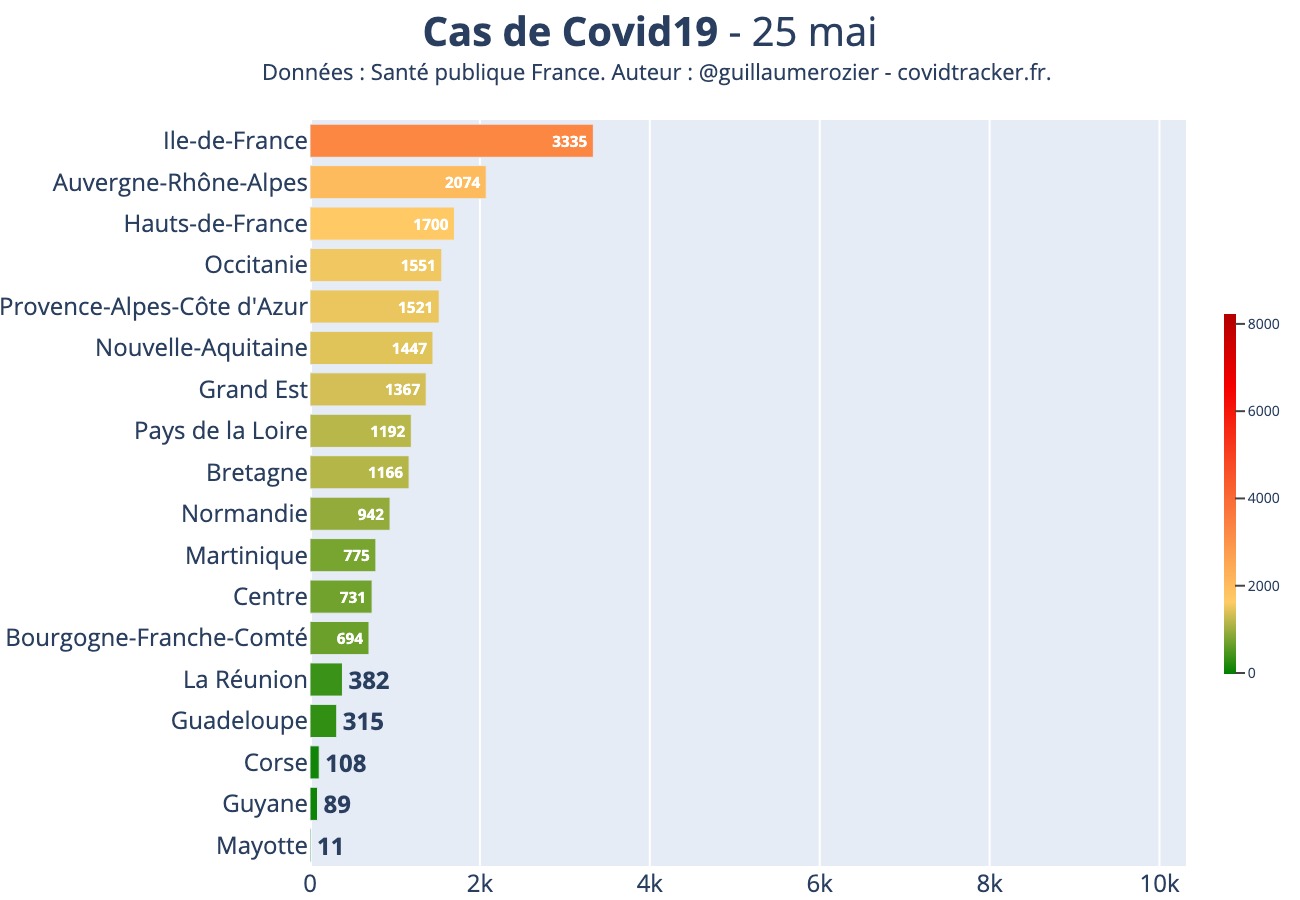 Cas de Covid19 - 25 mai
Données : Santé publique France. Auteur : @guillaumerozier - covidtracker.fr.
Ile-de-France 3335
Auvergne-Rhône-Alpes 2074
Hauts-de-France 1700
Occitanie 1551
Provence-Alpes-Côte d'Azur 1521
Nouvelle-Aquitaine 1447
Grand Est 1367
Pays de la Loire 1192
Bretagne 1166
Normandie 942
Martinique 775
Centre 731
Bourgogne-Franche-Comté 694
La Réunion 382
Guadeloupe 315
Corse 108
Guyane 89
Mayotte 11
0 2k 4k 6k 8k 10k
8000
6000
4000
2000
0